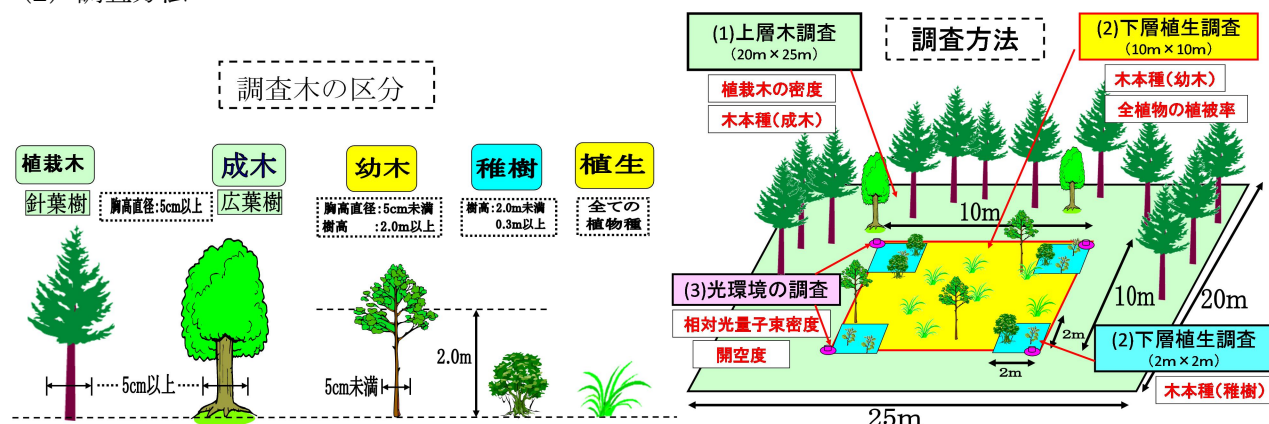 (2) 調査方法
調査木の区分
植栽木
針葉樹
胸高直径:5cm以上
成木
広葉樹
幼木
胸高直径:5cm未満
樹高 :2.0m以上
稚樹
樹高:2.0m未満
0.3m以上
植生
全ての
植物種
5cm以上
5cm未満
2.0m
調査方法
(1)上層木調査
(20m×25m)
植栽木の密度
木本種(成木)
(2)下層植生調査
(10m×10m)
木本種(幼木)
全植物の植被率
10m
10m
20m
(3)光環境の調査
相対光量子束密度
開空度
2m
2m
(2)下層植生調査
(2m×2m)
木本種(稚樹)
25m